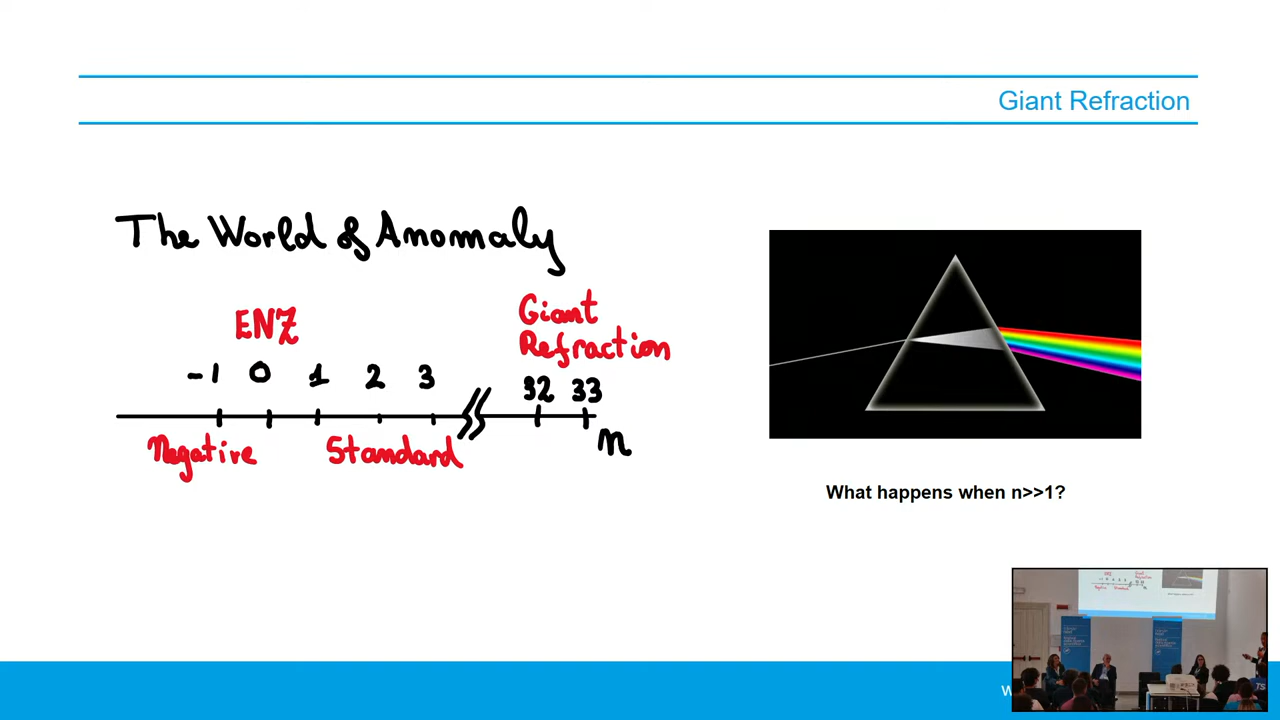 Giant Refraction
The World of Anomaly
ENZ
Giant
Refraction
-1 0 1 2 3 32 33
n
Negative Standard
What happens when n>>1?